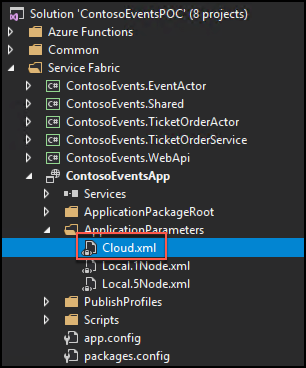 Solution 'ContosoEventsPOC' (8 projects)
Azure Functions
Common
Service Fabric
C# ContosoEvents.EventActor
C# ContosoEvents.Shared
C# ContosoEvents.TicketOrderActor
C# ContosoEvents.TicketOrderService
C# ContosoEvents.WebApi
ContosoEventsApp
Services
ApplicationPackageRoot
ApplicationParameters
Cloud.xml
Local.1Node.xml
Local.5Node.xml
PublishProfiles
Scripts
app.config
packages.config